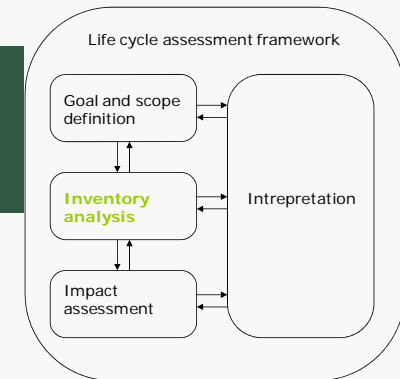 Life cycle assessment framework
Goal and scope
definition
Inventory
analysis
Intrepretation
Impact
assessment